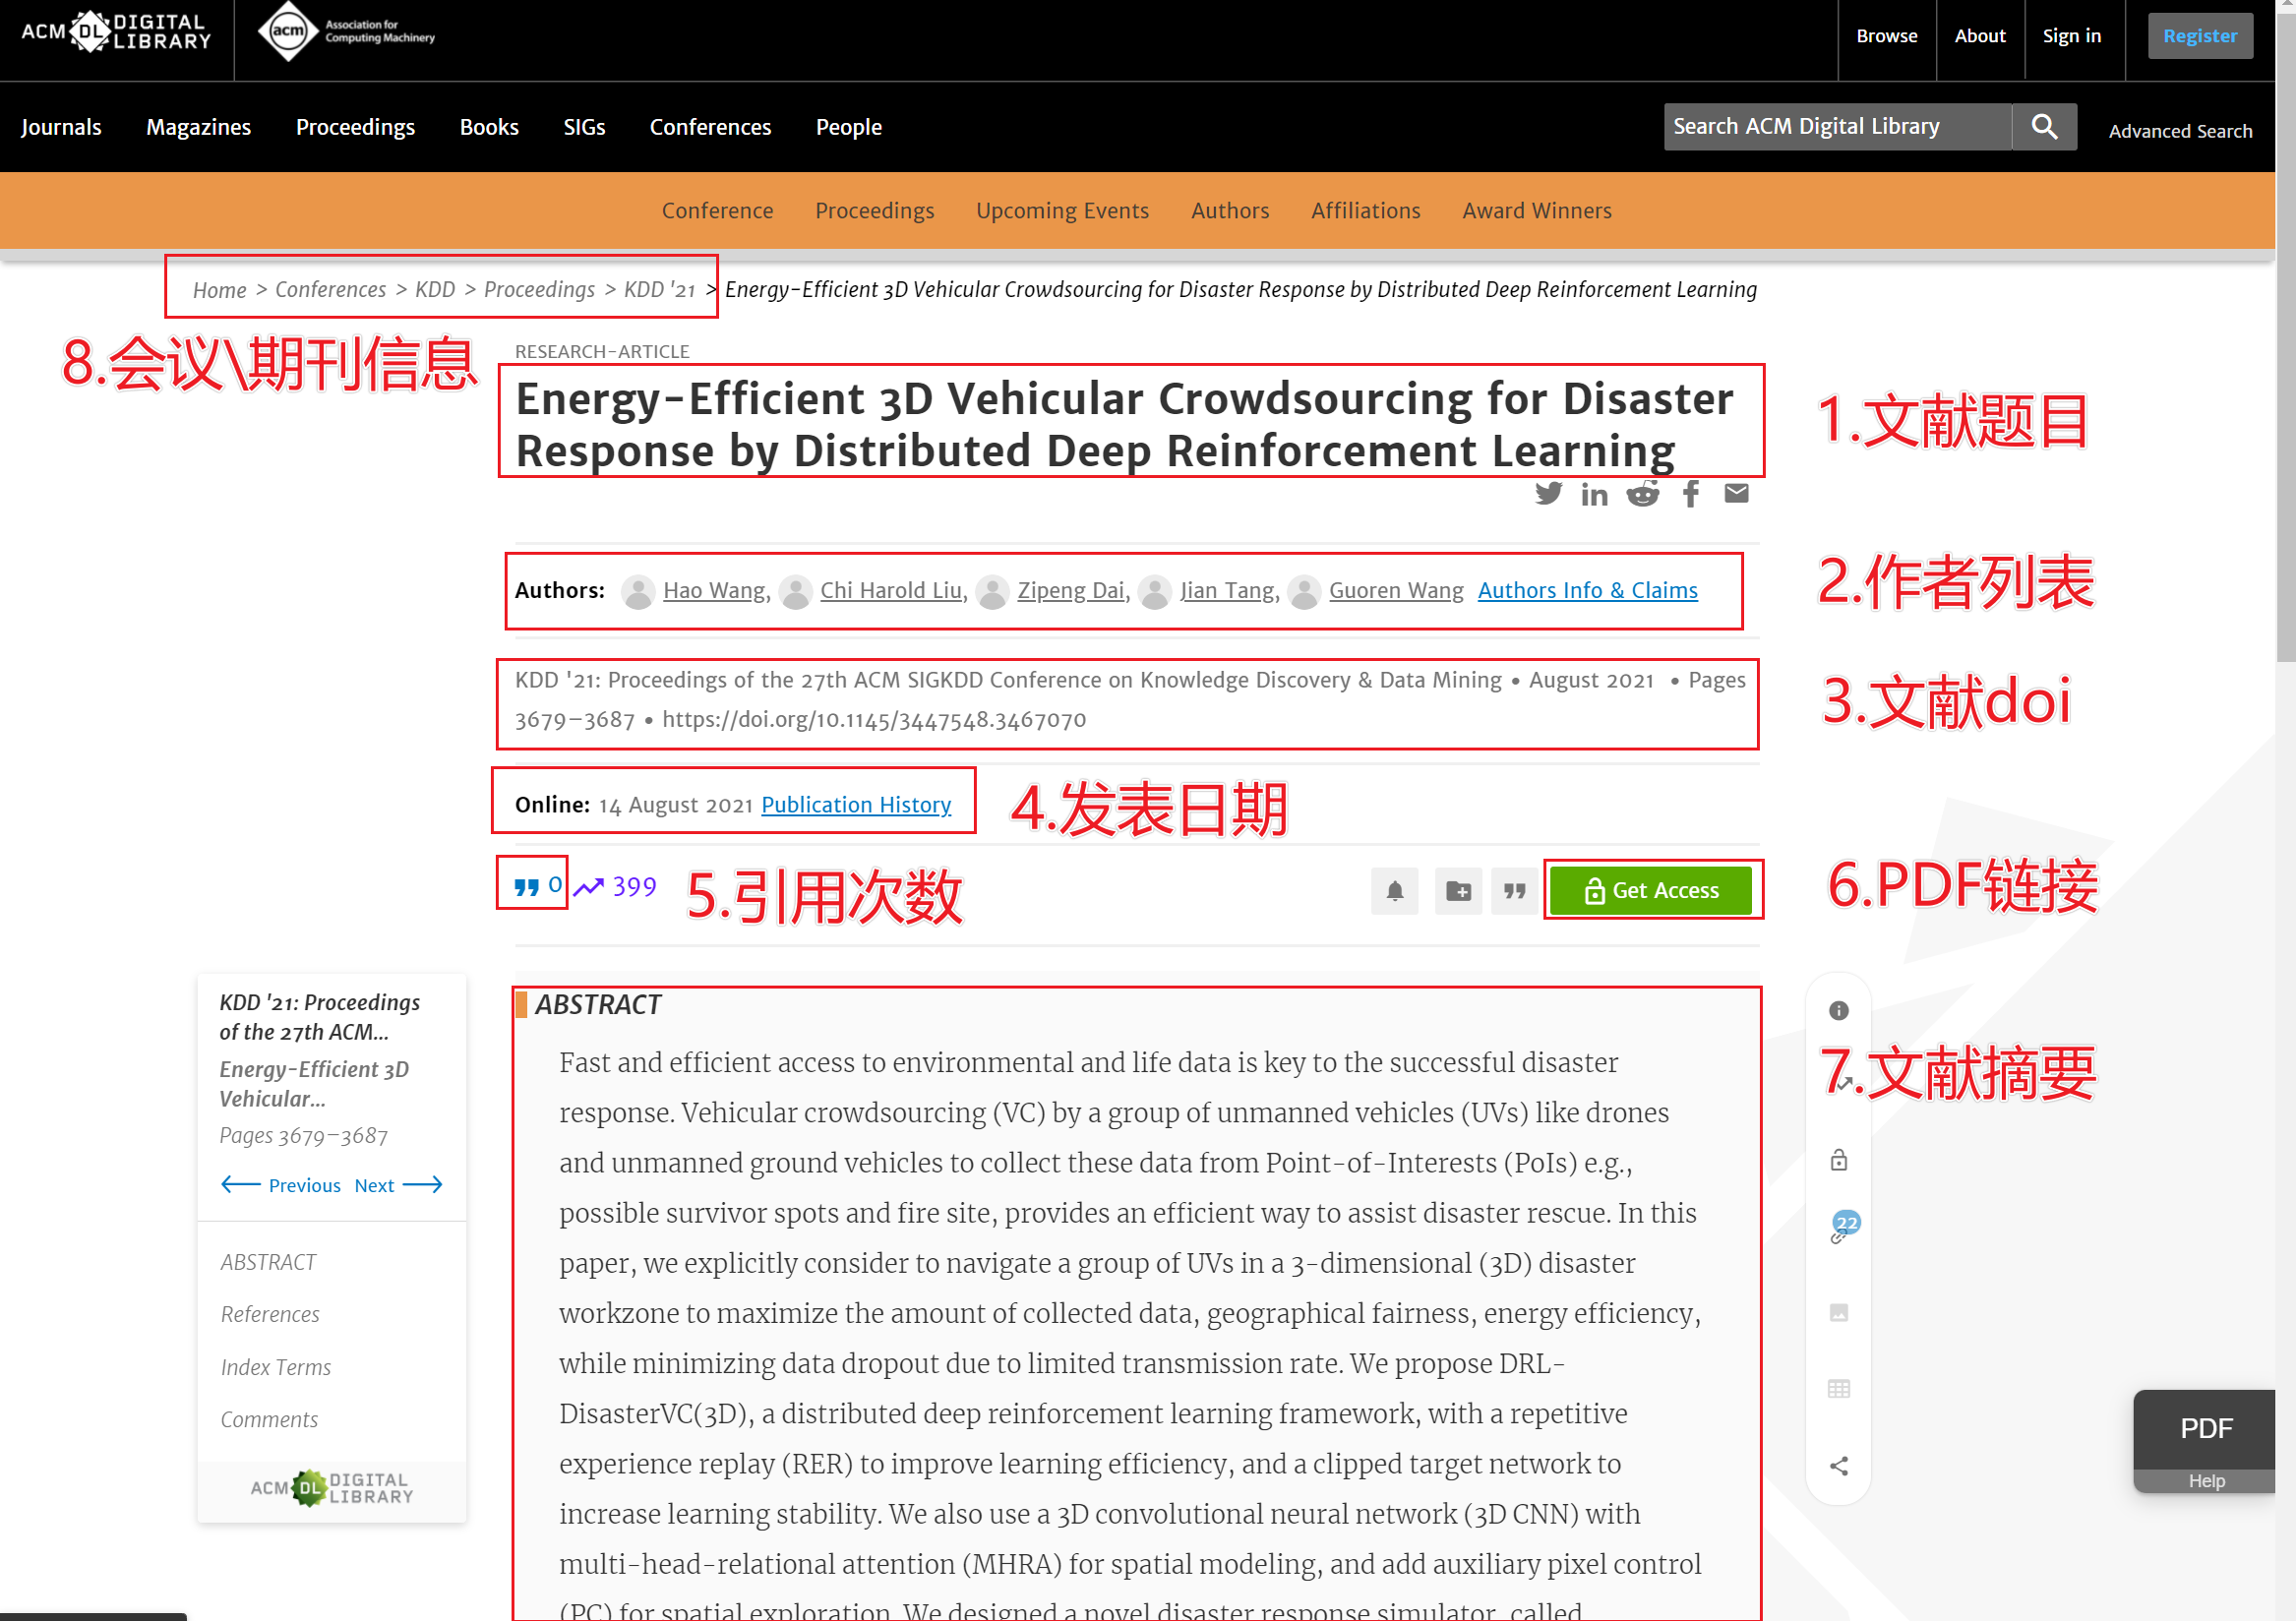 ACM DL DIGITAL LIBRARY
acm Association for Computing Machinery
Browse About Sign in Register
Journals Magazines Proceedings Books SIGs Conferences People Search ACM Digital Library Advanced Search
Conference Proceedings Upcoming Events Authors Affiliations Award Winners
Home > Conferences > KDD > Proceedings > KDD '21 > Energy-Efficient 3D Vehicular Crowdsourcing for Disaster Response by Distributed Deep Reinforcement Learning
8.会议\期刊信息
RESEARCH-ARTICLE
Energy-Efficient 3D Vehicular Crowdsourcing for Disaster
Response by Distributed Deep Reinforcement Learning
1.文献题目
Authors: Hao Wang, Chi Harold Liu, Zipeng Dai, Jian Tang, Guoren Wang Authors Info & Claims
2.作者列表
KDD '21: Proceedings of the 27th ACM SIGKDD Conference on Knowledge Discovery & Data Mining • August 2021 • Pages
3679–3687 • https://doi.org/10.1145/3447548.3467070
3.文献doi
Online: 14 August 2021 Publication History
4.发表日期
0 399
5.引用次数
Get Access
6.PDF链接
KDD '21: Proceedings
of the 27th ACM...
Energy-Efficient 3D
Vehicular...
Pages 3679–3687
Previous Next
ABSTRACT
References
Index Terms
Comments
ACM DL DIGITAL LIBRARY
ABSTRACT
Fast and efficient access to environmental and life data is key to the successful disaster
response. Vehicular crowdsourcing (VC) by a group of unmanned vehicles (UVs) like drones
and unmanned ground vehicles to collect these data from Point-of-Interests (PoIs) e.g.,
possible survivor spots and fire site, provides an efficient way to assist disaster rescue. In this
paper, we explicitly consider to navigate a group of UVs in a 3-dimensional (3D) disaster
workzone to maximize the amount of collected data, geographical fairness, energy efficiency,
while minimizing data dropout due to limited transmission rate. We propose DRL-
DisasterVC(3D), a distributed deep reinforcement learning framework, with a repetitive
experience replay (RER) to improve learning efficiency, and a clipped target network to
increase learning stability. We also use a 3D convolutional neural network (3D CNN) with
multi-head-relational attention (MHRA) for spatial modeling, and add auxiliary pixel control
(PC) for spatial exploration. We designed a novel disaster response simulator, called
7.文献摘要
22
PDF
Help